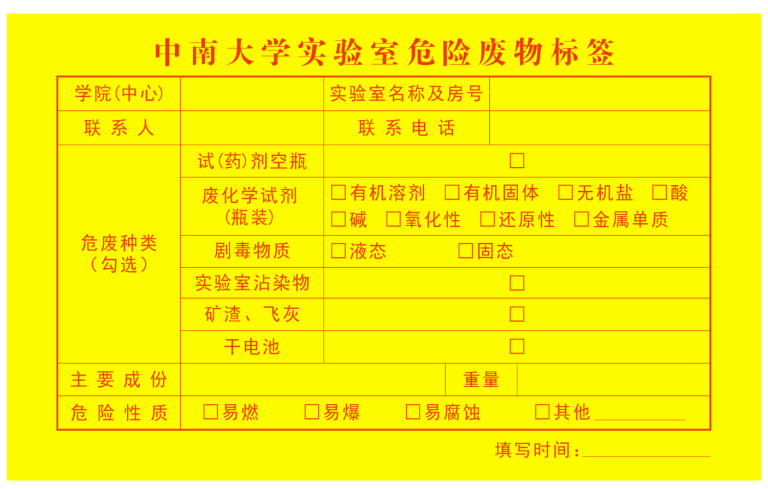 中南大学实验室危险废物标签
学院(中心) 实验室名称及房号
联系人 联系电话
危废种类
(勾选)
试(药)剂空瓶 □
废化学试剂
(瓶装)
□有机溶剂 □有机固体 □无机盐 □酸
□碱 □氧化性 □还原性 □金属单质
剧毒物质 □液态 □固态
实验室沾染物 □
矿渣、飞灰 □
干电池 □
主要成份 重量
危险性质 □易燃 □易爆 □易腐蚀 □其他________
填写时间:________